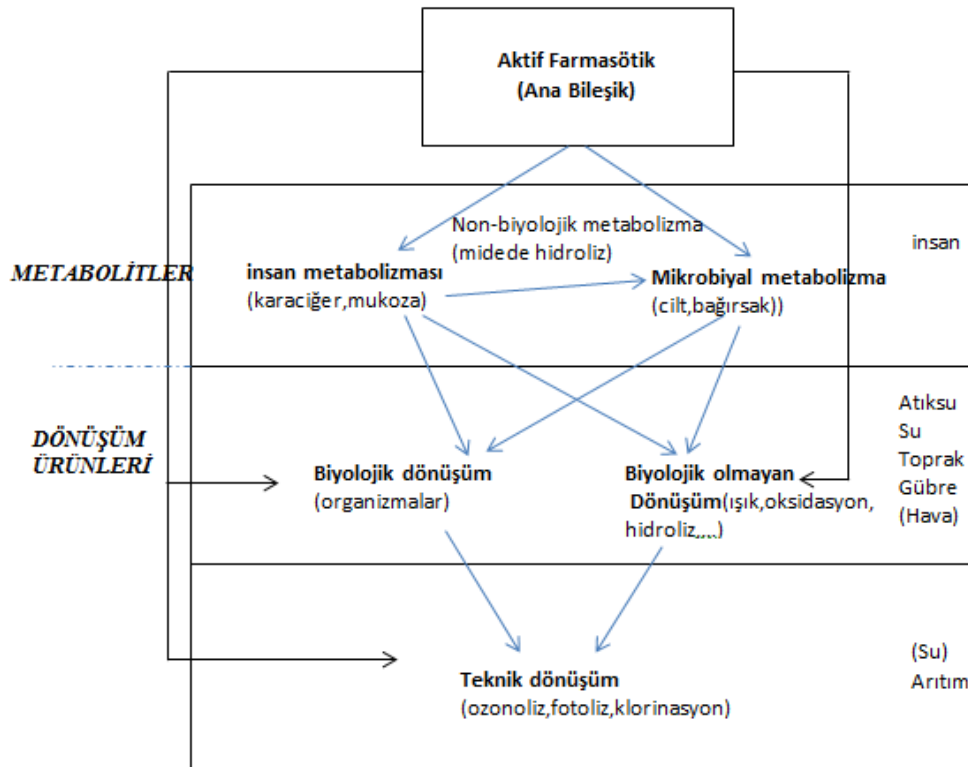 Aktif Farmasötik
(Ana Bileşik)
Non-biyolojik metabolizma
(midede hidroliz)
insan
METABOLİTLER
insan metabolizması
(karaciğer,mukoza)
Mikrobiyal metabolizma
(cilt,bağırsak))
DÖNÜŞÜM
ÜRÜNLERİ
Biyolojik dönüşüm
(organizmalar)
Biyolojik olmayan
Dönüşüm(ışık,oksidasyon,
hidroliz,...)
Atıksu
Su
Toprak
Gübre
(Hava)
Teknik dönüşüm
(ozonoliz,fotoliz,klorinasyon)
(Su)
Arıtım